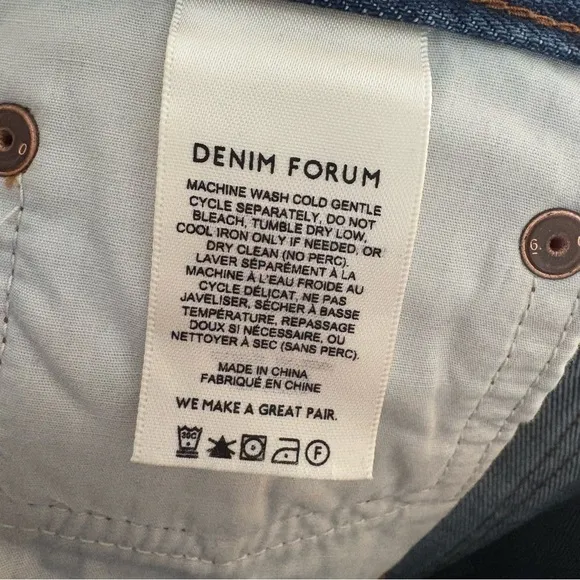 DENIM FORUM
MACHINE WASH COLD GENTLE
CYCLE SEPARATELY, DO NOT
BLEACH, TUMBLE DRY LOW,
COOL IRON ONLY IF NEEDED, OR
DRY CLEAN (NO PERC).
LAVER SÉPARÉMENT À LA
MACHINE À L'EAU FROIDE AU
CYCLE DÉLICAT, NE PAS
JAVELISER, SÉCHER À BASSE
TEMPÉRATURE, REPASSAGE
DOUX SI NÉCESSAIRE, OU
NETTOYER À SEC (SANS PERC).
MADE IN CHINA
FABRIQUÉ EN CHINE
WE MAKE A GREAT PAIR.
30C
F
O
6.